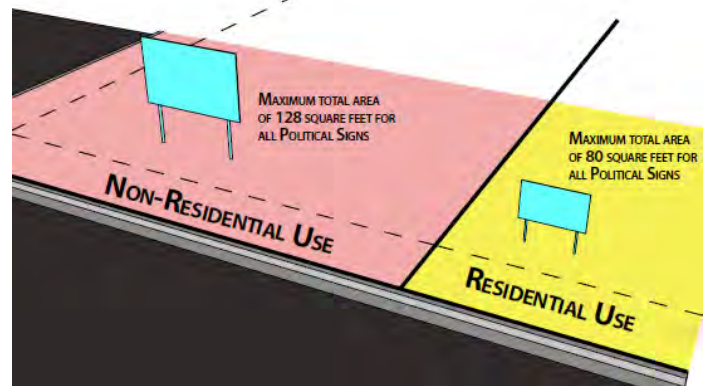 Maximum total area
of 128 square feet for
all Political Signs
Maximum total area
of 80 square feet for
all Political Signs
Non-Residential Use
Residential Use